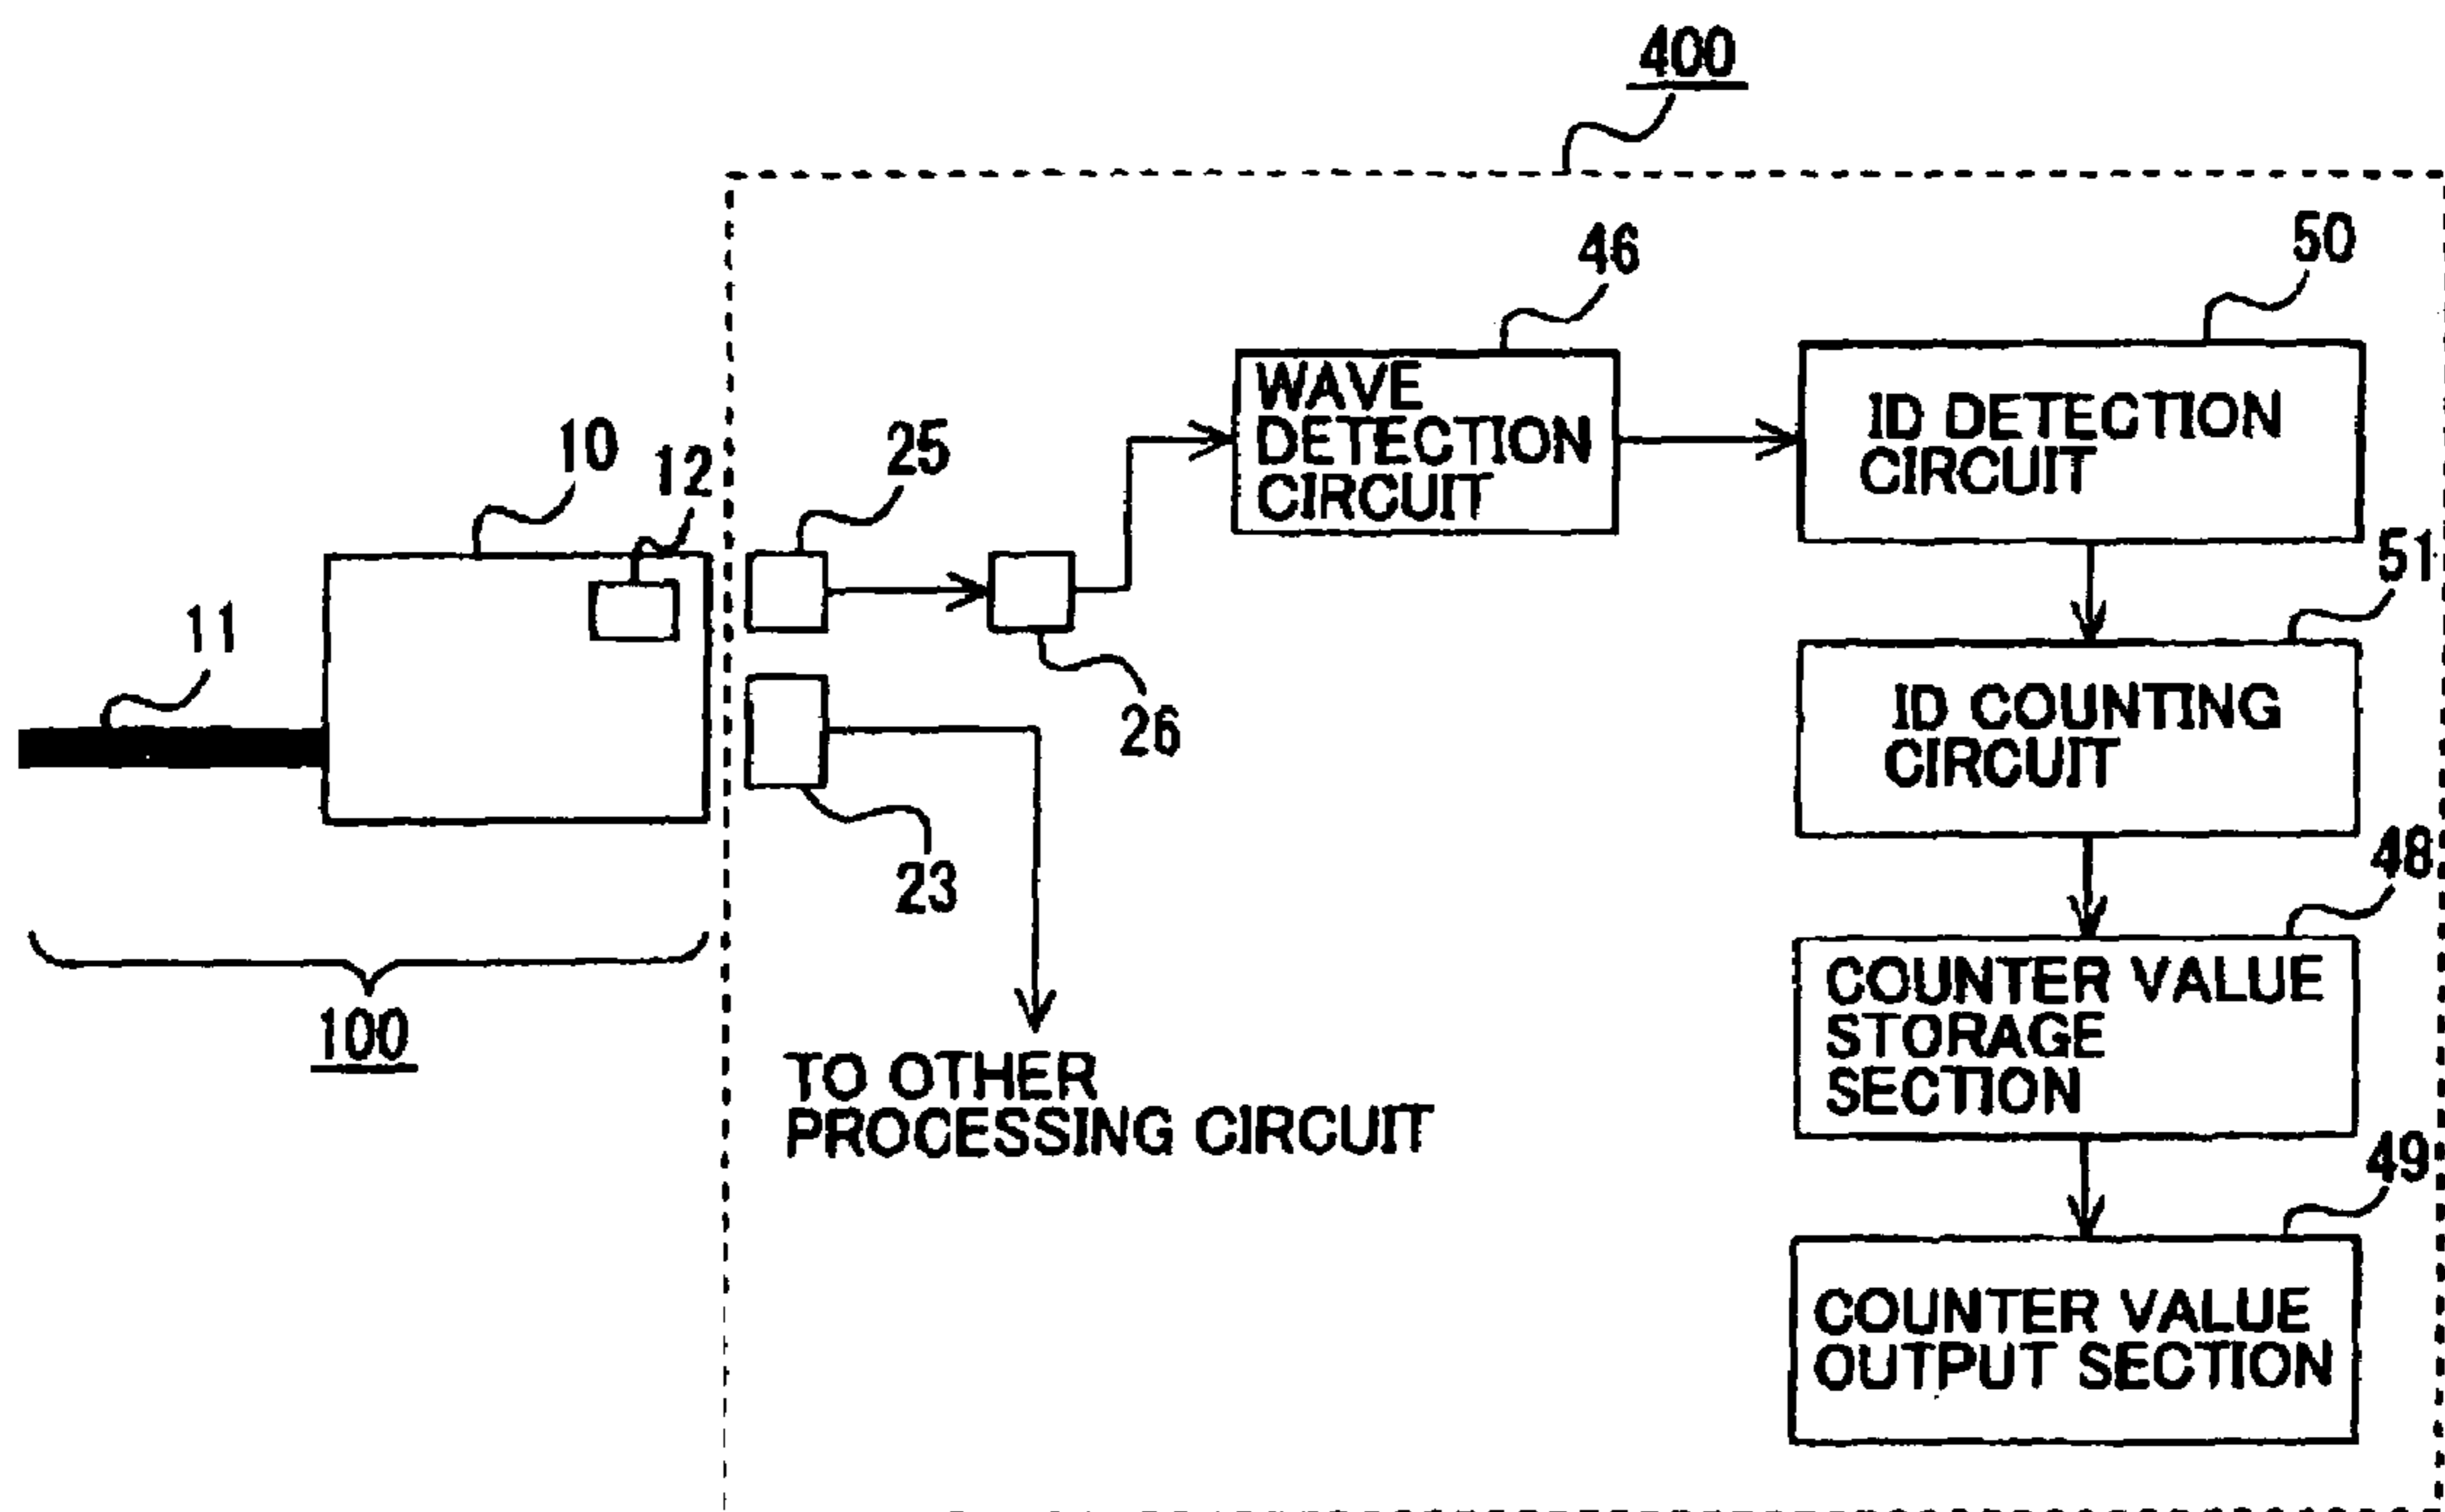 400
50
46
WAVE
DETECTION
CIRCUIT
ID DETECTION
CIRCUIT
10
12
25
51
11
26
ID COUNTING
CIRCUIT
23
48
COUNTER VALUE
STORAGE
SECTION
100
TO OTHER
PROCESSING CIRCUIT
49
COUNTER VALUE
OUTPUT SECTION